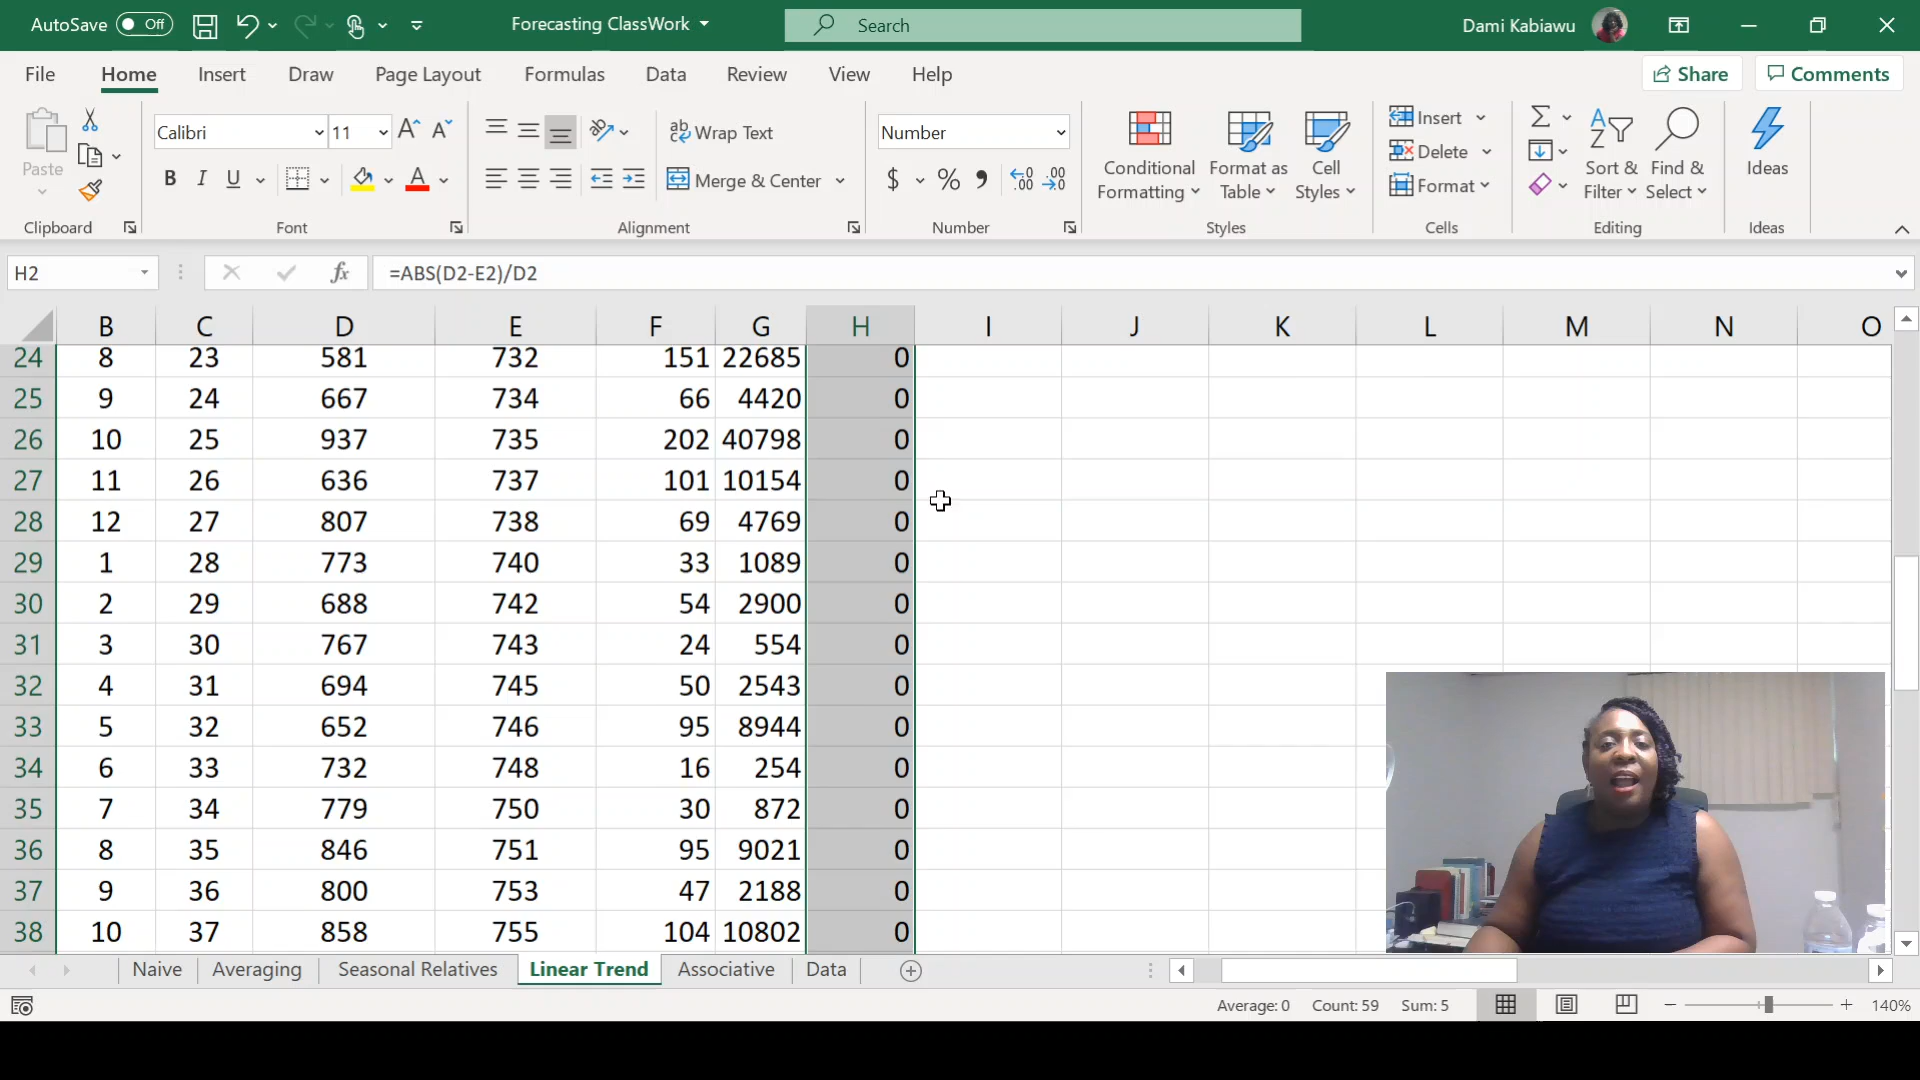 AutoSave Off Forecasting ClassWork Search Dami Kabiawu
File Home Insert Draw Page Layout Formulas Data Review View Help Share Comments
Paste
Clipboard
Calibri 11
B I U
Font
Wrap Text
Merge & Center
Alignment
Number
$ % 9
Number
Conditional Formatting
Format as Table
Cell Styles
Styles
Insert
Delete
Format
Cells
Sort & Filter
Find & Select
Editing
Ideas
Ideas
H2 fx =ABS(D2-E2)/D2
B C D E F G H I J K L M N O
24 8 23 581 732 151 22685 0
25 9 24 667 734 66 4420 0
26 10 25 937 735 202 40798 0
27 11 26 636 737 101 10154 0
28 12 27 807 738 69 4769 0
29 1 28 773 740 33 1089 0
30 2 29 688 742 54 2900 0
31 3 30 767 743 24 554 0
32 4 31 694 745 50 2543 0
33 5 32 652 746 95 8944 0
34 6 33 732 748 16 254 0
35 7 34 779 750 30 872 0
36 8 35 846 751 95 9021 0
37 9 36 800 753 47 2188 0
38 10 37 858 755 104 10802 0
Naive Averaging Seasonal Relatives Linear Trend Associative Data
Average: 0 Count: 59 Sum: 5 140%